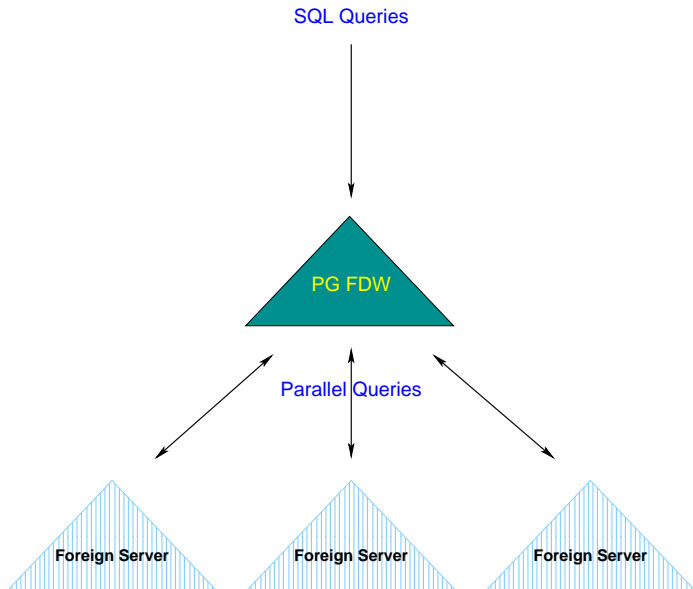 SQL Queries
PG FDW
Parallel Queries
Foreign Server
Foreign Server
Foreign Server